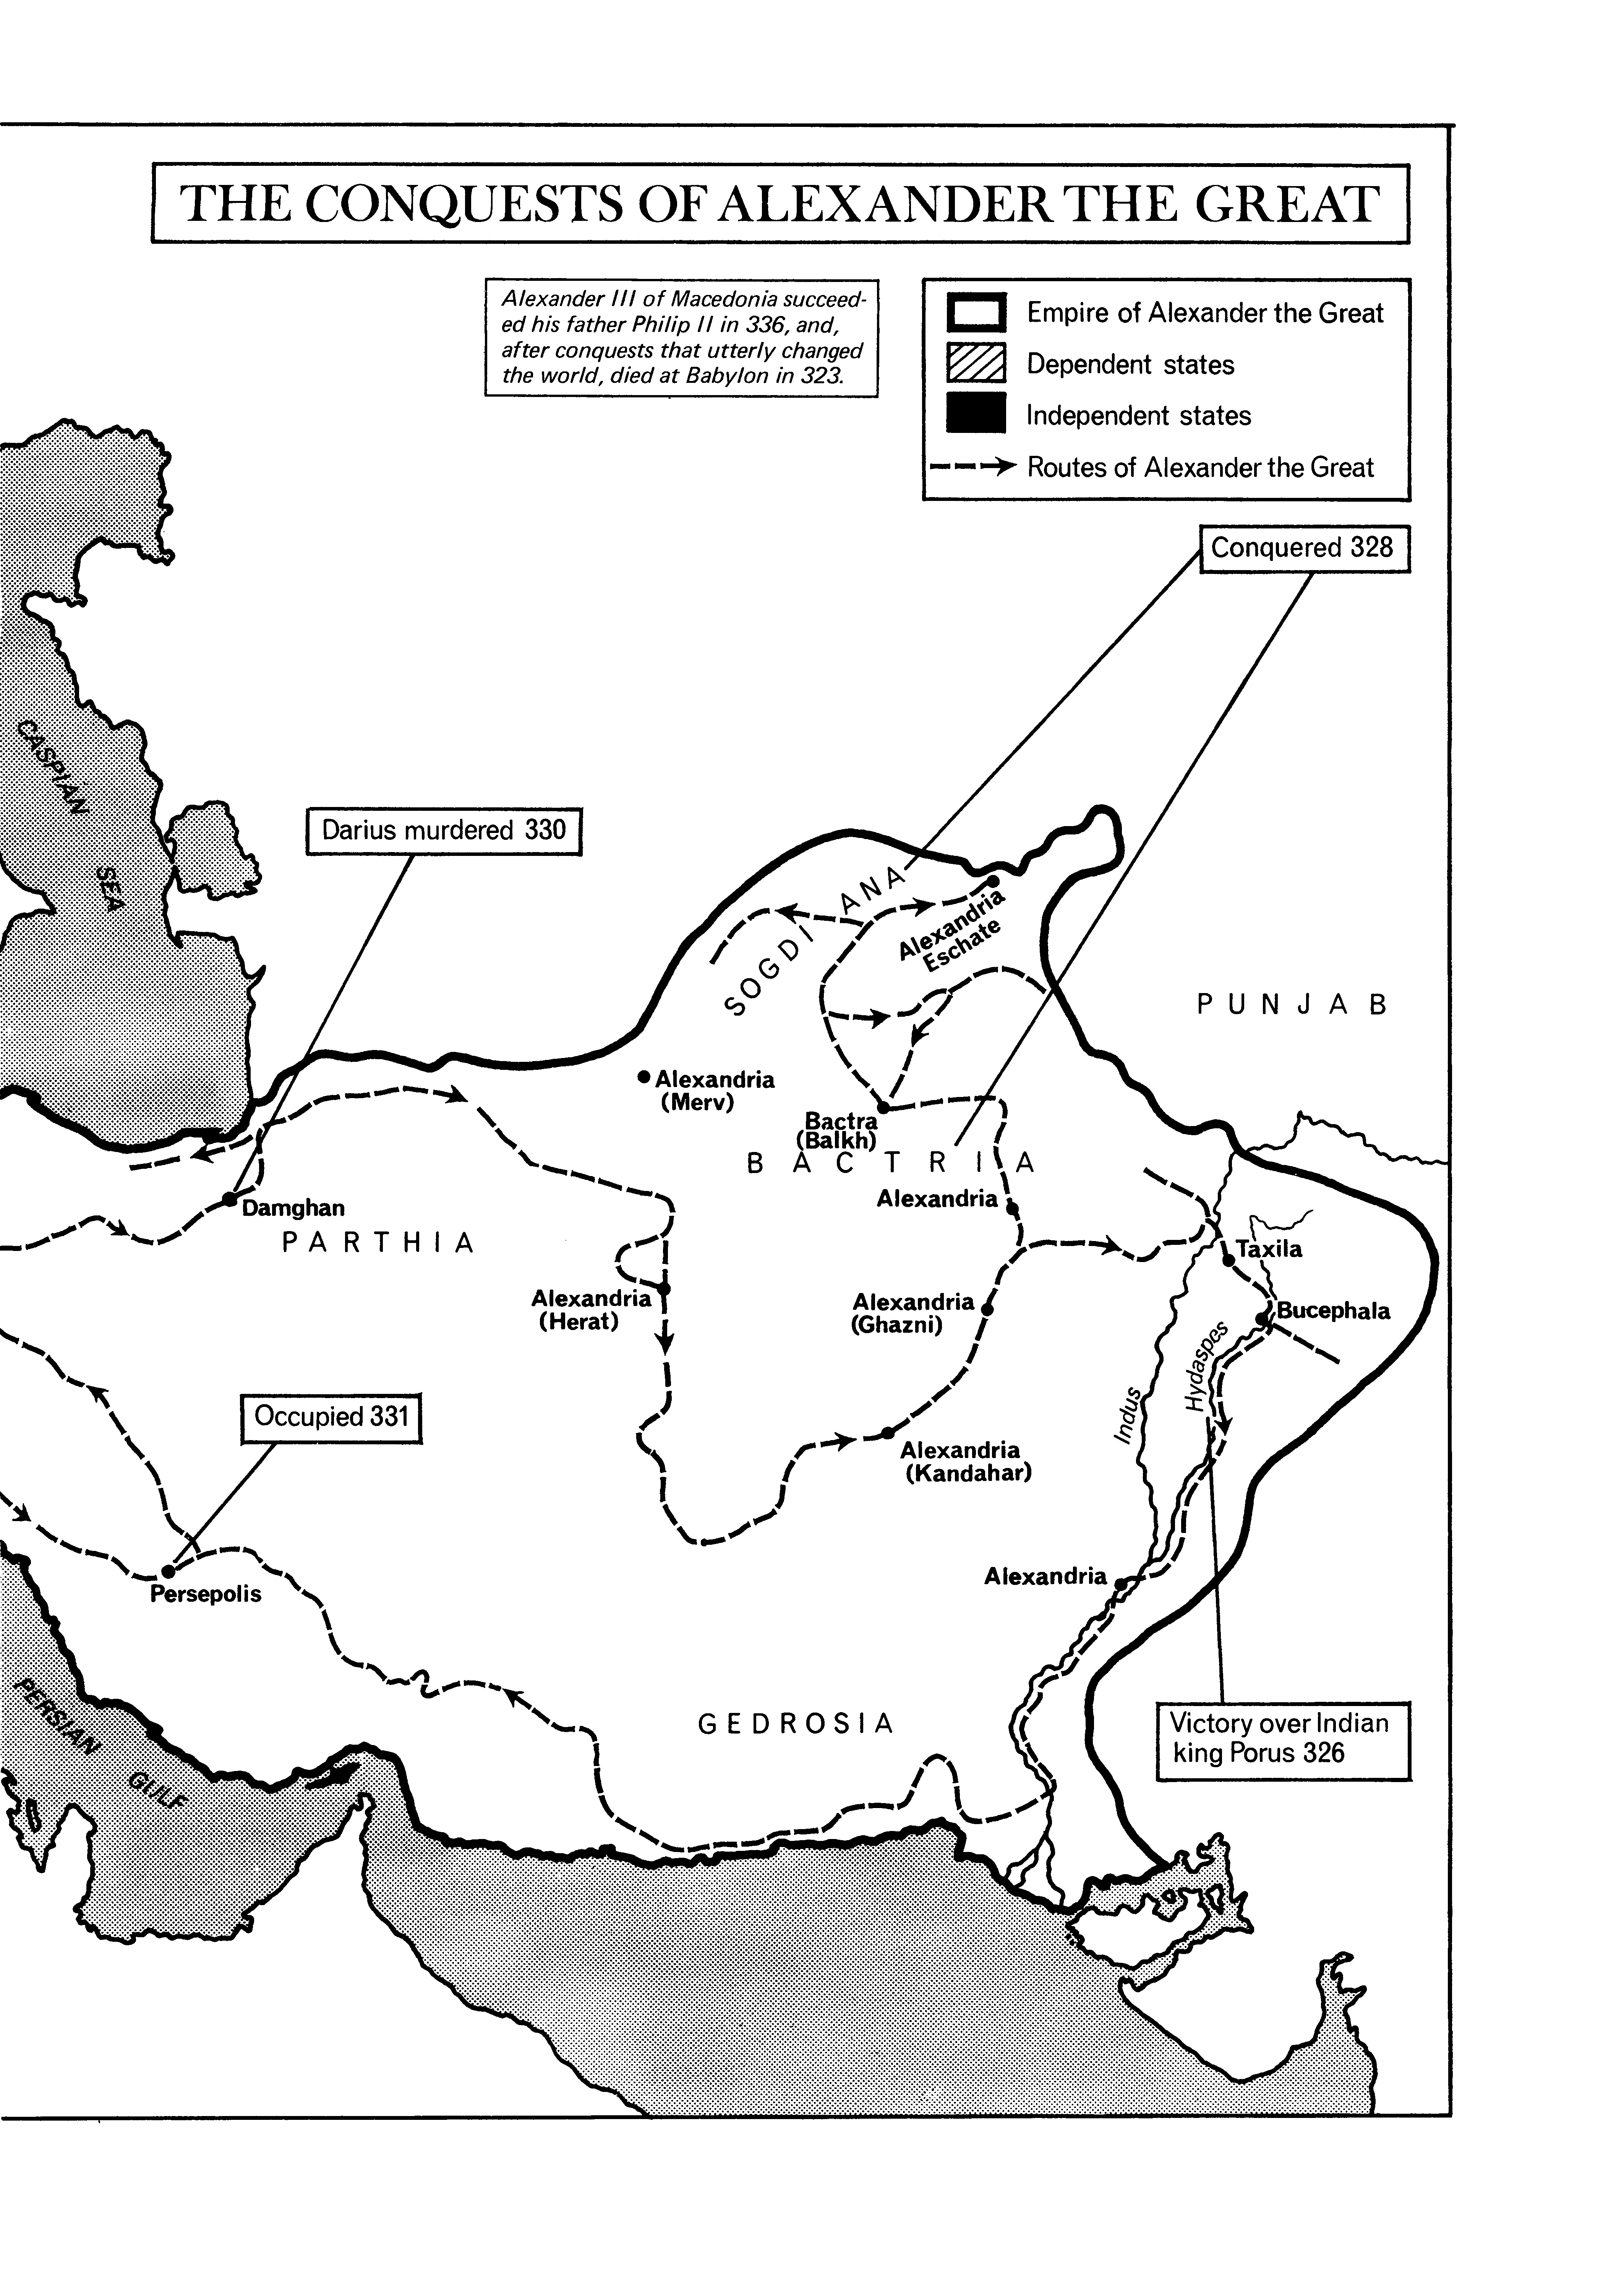 THE CONQUESTS OF ALEXANDER THE GREAT
Alexander III of Macedonia succeed-
ed his father Philip II in 336, and,
after conquests that utterly changed
the world, died at Babylon in 323.
Empire of Alexander the Great
Dependent states
Independent states
Routes of Alexander the Great
Conquered 328
CASPIAN
SEA
Darius murdered 330
SOGDIANA
Alexandria
Eschate
PUNJAB
Alexandria
(Merv)
Bactra
(Balkh)
BACTRIA
Alexandria
Damghan
PARTHIA
Taxila
Alexandria
(Herat)
Alexandria
(Ghazni)
Bucephala
Hydaspes
Indus
Occupied 331
Alexandria
(Kandahar)
Persepolis
Alexandria
PERSIAN
GULF
GEDROSIA
Victory over Indian
king Porus 326